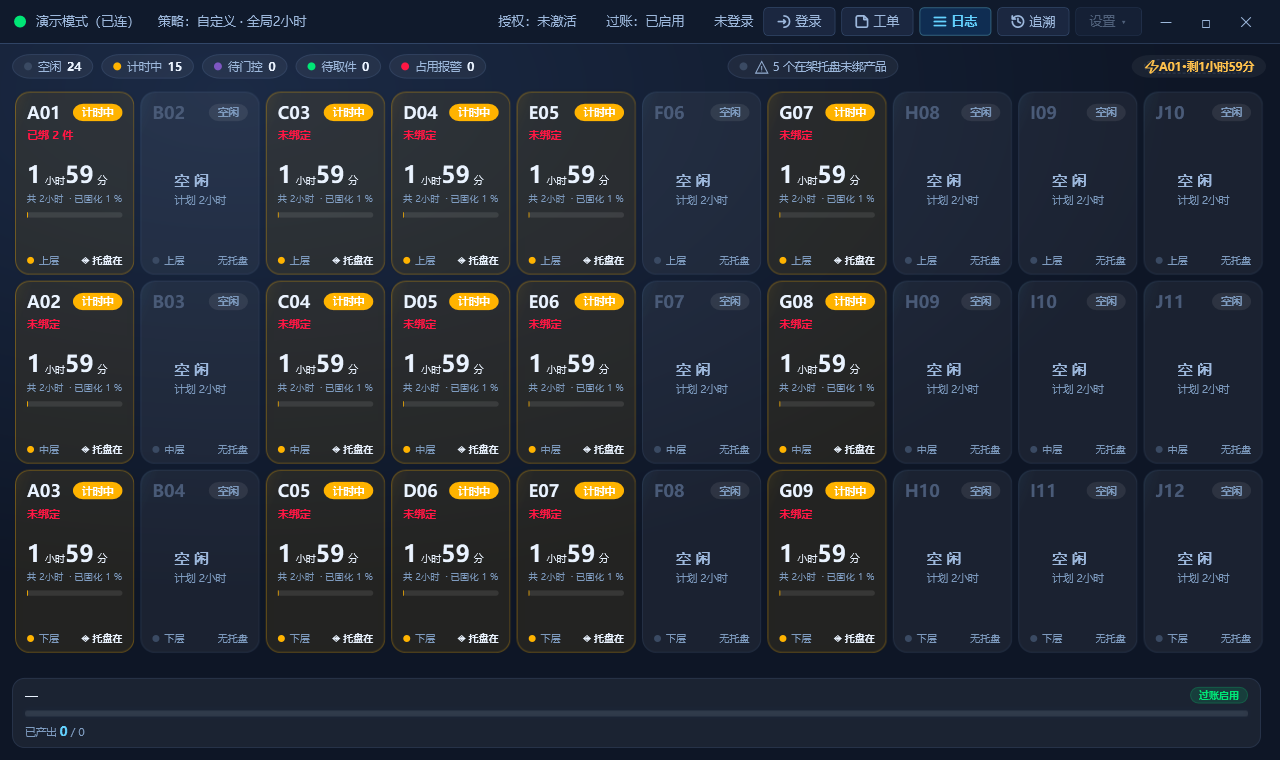 演示模式（已连） 策略：自定义 · 全局2小时 授权：未激活 过账：已启用 未登录 登录 工单 日志 追溯 设置
空闲 24 计时中 15 待门控 0 待取件 0 占用报警 0 5 个在架托盘未绑产品 A01·剩1小时59分
A01 计时中 B02 空闲 C03 计时中 D04 计时中 E05 计时中 F06 空闲 G07 计时中 H08 空闲 I09 空闲 J10 空闲
已绑 2 件 未绑定 未绑定 未绑定 未绑定
1 小时59 分 空 闲 1 小时59 分 1 小时59 分 1 小时59 分 空 闲 1 小时59 分 空 闲 空 闲 空 闲
共 2小时 · 已固化 1 % 计划 2小时 共 2小时 · 已固化 1 % 共 2小时 · 已固化 1 % 共 2小时 · 已固化 1 % 计划 2小时 共 2小时 · 已固化 1 % 计划 2小时 计划 2小时 计划 2小时
上层 托盘在 上层 无托盘 上层 托盘在 上层 托盘在 上层 托盘在 上层 无托盘 上层 托盘在 上层 无托盘 上层 无托盘 上层 无托盘
A02 计时中 B03 空闲 C04 计时中 D05 计时中 E06 计时中 F07 空闲 G08 计时中 H09 空闲 I10 空闲 J11 空闲
未绑定 未绑定 未绑定 未绑定 未绑定
1 小时59 分 空 闲 1 小时59 分 1 小时59 分 1 小时59 分 空 闲 1 小时59 分 空 闲 空 闲 空 闲
共 2小时 · 已固化 1 % 计划 2小时 共 2小时 · 已固化 1 % 共 2小时 · 已固化 1 % 共 2小时 · 已固化 1 % 计划 2小时 共 2小时 · 已固化 1 % 计划 2小时 计划 2小时 计划 2小时
中层 托盘在 中层 无托盘 中层 托盘在 中层 托盘在 中层 托盘在 中层 无托盘 中层 托盘在 中层 无托盘 中层 无托盘 中层 无托盘
A03 计时中 B04 空闲 C05 计时中 D06 计时中 E07 计时中 F08 空闲 G09 计时中 H10 空闲 I11 空闲 J12 空闲
未绑定 未绑定 未绑定 未绑定 未绑定
1 小时59 分 空 闲 1 小时59 分 1 小时59 分 1 小时59 分 空 闲 1 小时59 分 空 闲 空 闲 空 闲
共 2小时 · 已固化 1 % 计划 2小时 共 2小时 · 已固化 1 % 共 2小时 · 已固化 1 % 共 2小时 · 已固化 1 % 计划 2小时 共 2小时 · 已固化 1 % 计划 2小时 计划 2小时 计划 2小时
下层 托盘在 下层 无托盘 下层 托盘在 下层 托盘在 下层 托盘在 下层 无托盘 下层 托盘在 下层 无托盘 下层 无托盘 下层 无托盘
— 过账启用
已产出 0 / 0